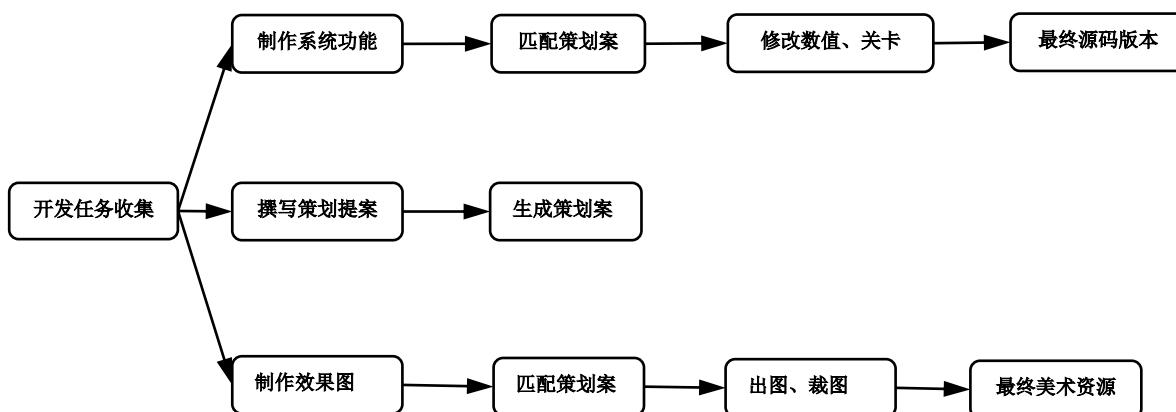 制作系统功能
匹配策划案
修改数值、关卡
最终源码版本
开发任务收集
撰写策划提案
生成策划案
制作效果图
匹配策划案
出图、裁图
最终美术资源